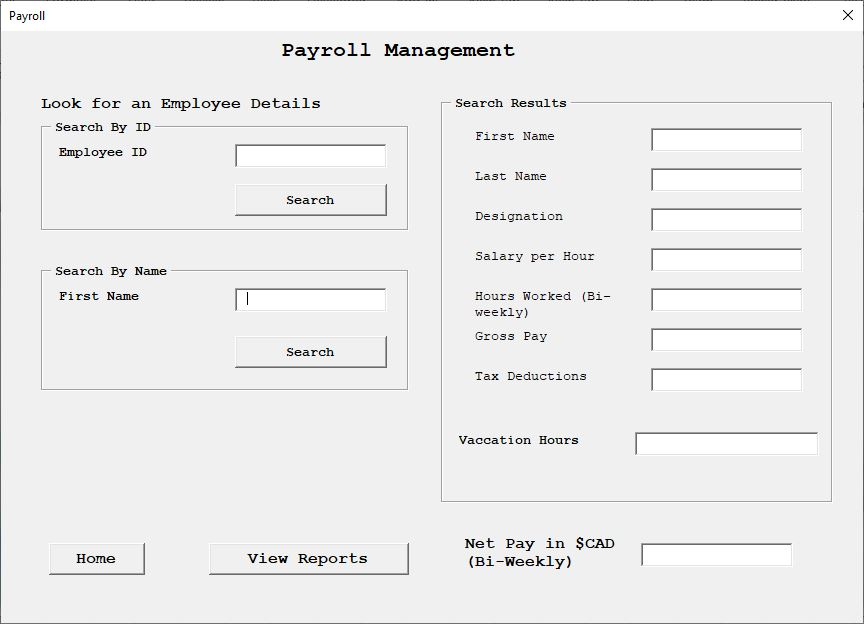 Payroll
Payroll Management
Look for an Employee Details
Search By ID
Employee ID
Search
Search By Name
First Name
Search
Search Results
First Name
Last Name
Designation
Salary per Hour
Hours Worked (Bi-
weekly)
Gross Pay
Tax Deductions
Vaccation Hours
Home
View Reports
Net Pay in $CAD
(Bi-Weekly)